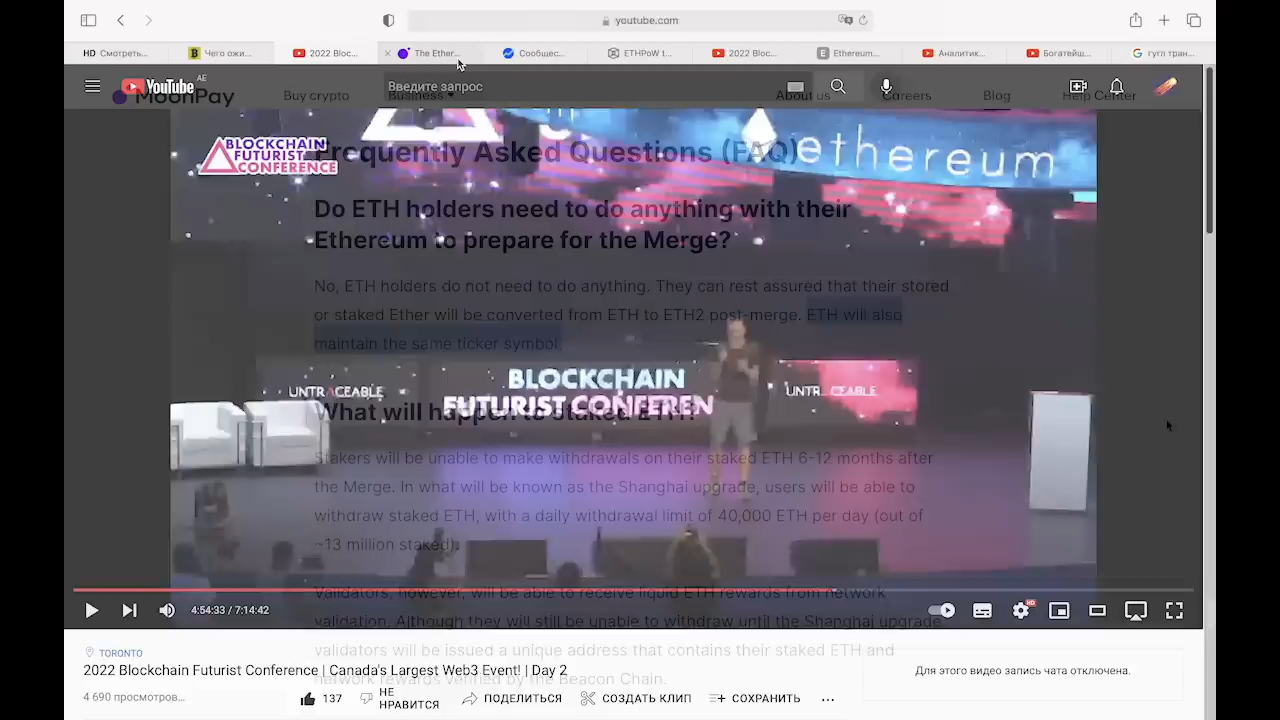 youtube.com
HD Смотреть...
Чего ожи...
2022 Bloc...
The Ether...
Сообщес...
ETHPoW t...
2022 Bloc...
Ethereum...
Аналитик...
Богатейш...
гугл тран...
YouTube AE
Введите запрос
MoonPay
Buy crypto
Business
About us
Careers
Blog
Help Center
BLOCKCHAIN
FUTURIST
CONFERENCE
ethereum
Frequently Asked Questions (FAQ)
Do ETH holders need to do anything with their
Ethereum to prepare for the Merge?
No, ETH holders do not need to do anything. They can rest assured that their stored
or staked Ether will be converted from ETH to ETH2 post-merge. ETH will also
maintain the same ticker symbol.
UNTRACEABLE
BLOCKCHAIN
FUTURIST CONFEREN
UNTRACEABLE
What will happen to staked ETH?
Stakers will be unable to make withdrawals on their staked ETH 6-12 months after
the Merge. In what will be known as the Shanghai upgrade, users will be able to
withdraw staked ETH, with a daily withdrawal limit of 40,000 ETH per day (out of
~13 million staked).
Validators, however, will be able to receive liquid ETH rewards from network
validation. Although they will still be unable to withdraw until the Shanghai upgrade,
validators will be issued a unique address that contains their staked ETH and
network rewards verified by the Beacon Chain.
4:54:33 / 7:14:42
HD
TORONTO
2022 Blockchain Futurist Conference | Canada's Largest Web3 Event! | Day 2
4 690 просмотров...
137
НЕ НРАВИТСЯ
ПОДЕЛИТЬСЯ
СОЗДАТЬ КЛИП
СОХРАНИТЬ
Для этого видео запись чата отключена.